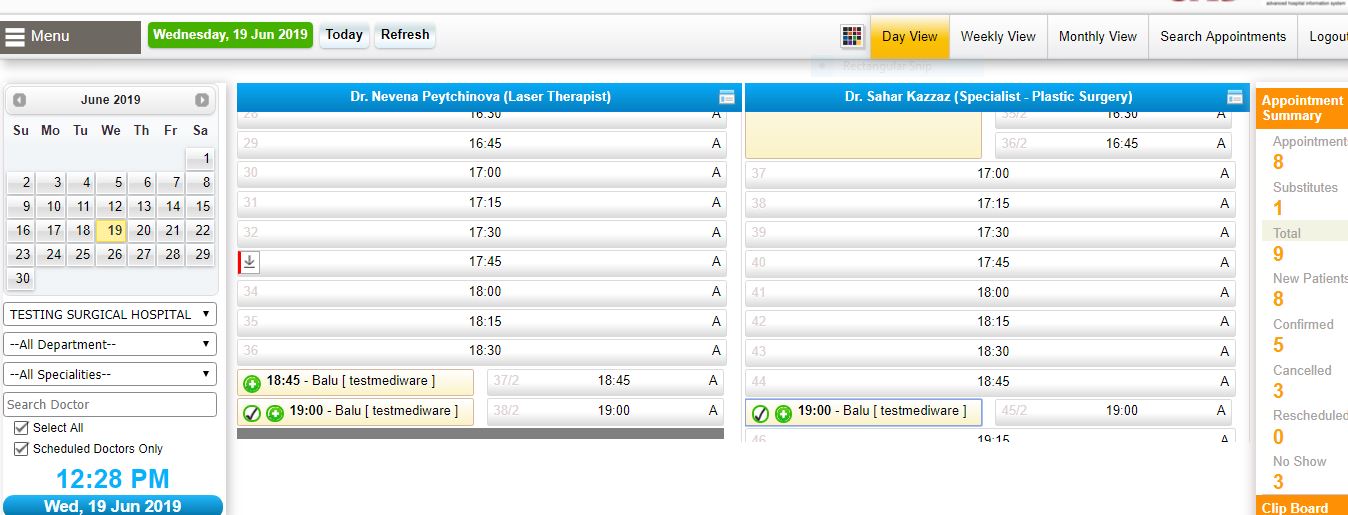 advanced hospital information system
Menu
Wednesday, 19 Jun 2019
Today
Refresh
Day View
Weekly View
Monthly View
Search Appointments
Logout
Rectangular Snip
June 2019
Su Mo Tu We Th Fr Sa
1
2 3 4 5 6 7 8
9 10 11 12 13 14 15
16 17 18 19 20 21 22
23 24 25 26 27 28 29
30
TESTING SURGICAL HOSPITAL
--All Department--
--All Specialities--
Search Doctor
Select All
Scheduled Doctors Only
12:28 PM
Wed, 19 Jun 2019
Dr. Nevena Peytchinova (Laser Therapist)
28 16:30 A
29 16:45 A
30 17:00 A
31 17:15 A
32 17:30 A
17:45 A
34 18:00 A
35 18:15 A
36 18:30 A
18:45 - Balu [ testmediware ] 37/2 18:45 A
19:00 - Balu [ testmediware ] 38/2 19:00 A
Dr. Sahar Kazzaz (Specialist - Plastic Surgery)
35/2 16:30 A
36/2 16:45 A
37 17:00 A
38 17:15 A
39 17:30 A
40 17:45 A
41 18:00 A
42 18:15 A
43 18:30 A
44 18:45 A
19:00 - Balu [ testmediware ] 45/2 19:00 A
46 19:15 A
Appointment
Summary
Appointment
8
Substitutes
1
Total
9
New Patients
8
Confirmed
5
Cancelled
3
Rescheduled
0
No Show
3
Clip Board